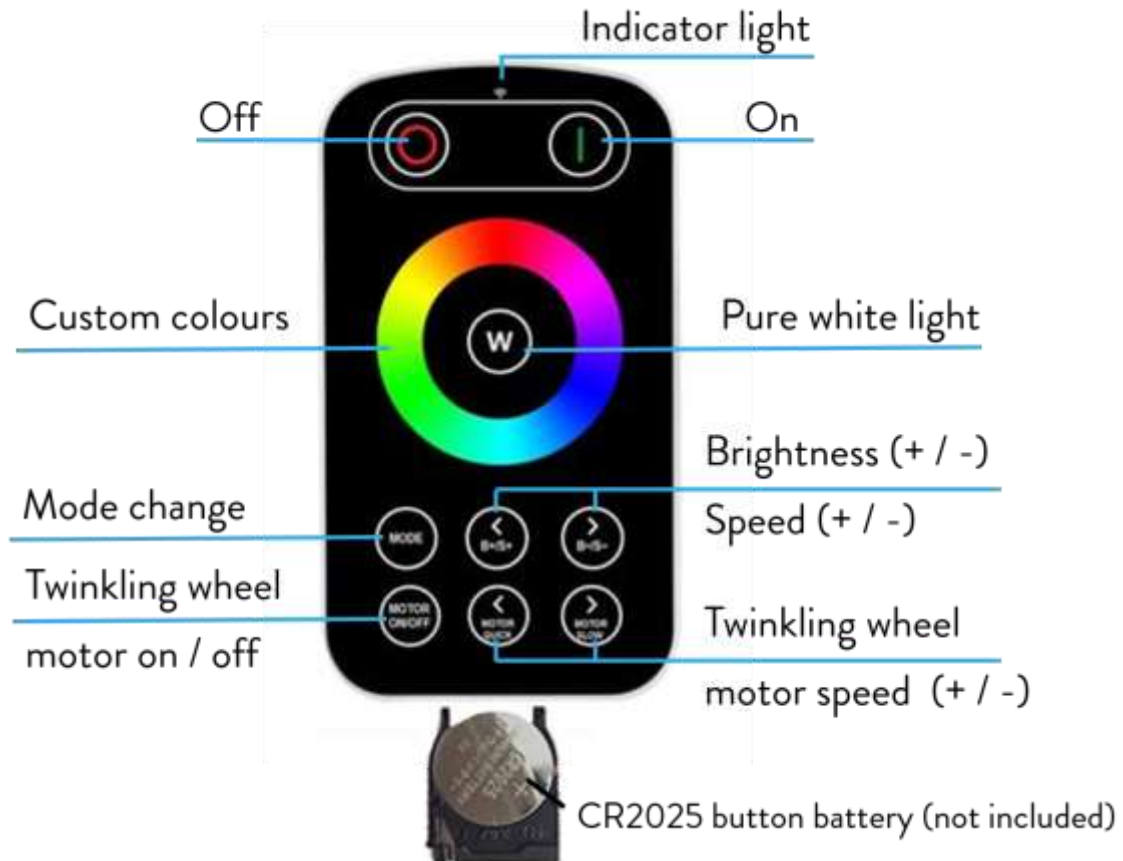 Indicator light
Off
On
Custom colours
W
Pure white light
Brightness (+ / -)
Speed (+ / -)
Mode change
MODE
B+/S+
B-/S-
Twinkling wheel
motor on / off
MOTOR
ON/OFF
MOTOR
QUICK
MOTOR
SLOW
Twinkling wheel
motor speed (+ / -)
CR2025
CR2025 button battery (not included)